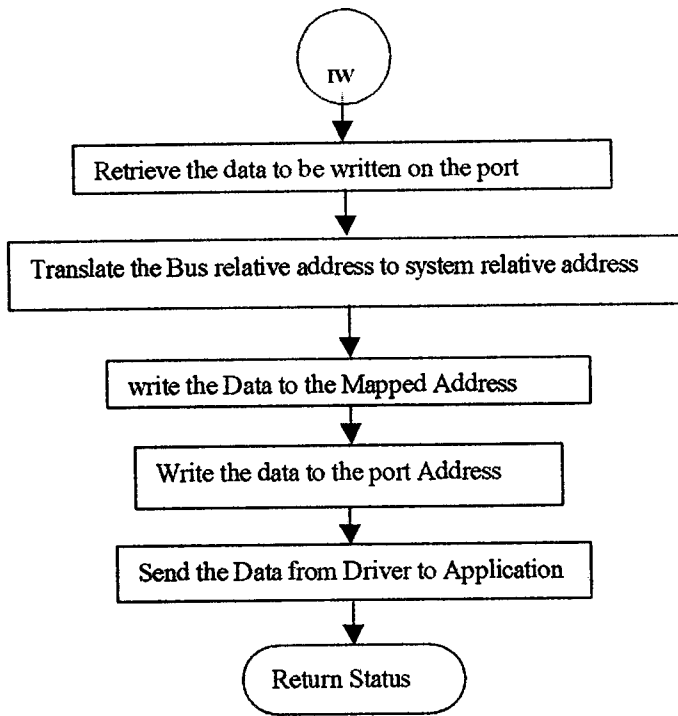 IW
Retrieve the data to be written on the port
Translate the Bus relative address to system relative address
write the Data to the Mapped Address
Write the data to the port Address
Send the Data from Driver to Application
Return Status